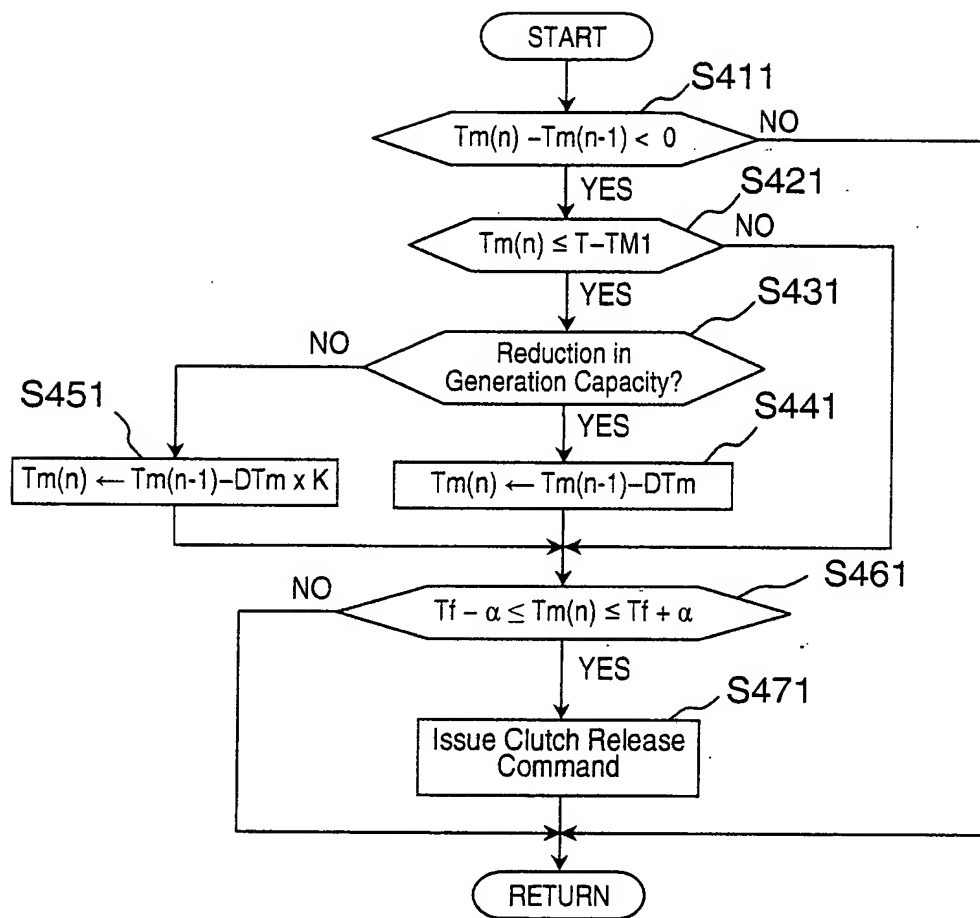 START
S411
Tm(n) –Tm(n-1) < 0
NO
YES
S421
Tm(n) ≤ T–TM1
NO
YES
S431
NO
Reduction in
Generation Capacity?
S451
YES
S441
Tm(n) ← Tm(n-1)–DTm x K
Tm(n) ← Tm(n-1)–DTm
S461
NO
Tf – α ≤ Tm(n) ≤ Tf + α
YES
S471
Issue Clutch Release
Command
RETURN